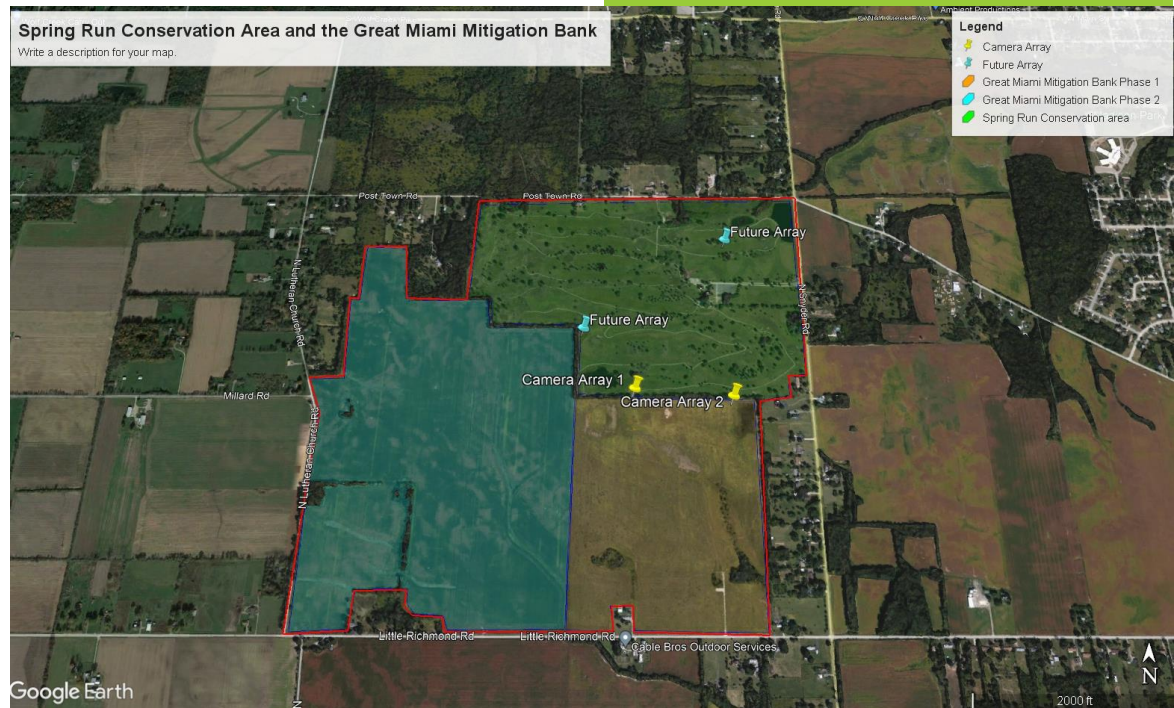 Spring Run Conservation Area and the Great Miami Mitigation Bank
Write a description for your map.
Ambient Productions
Legend
Camera Array
Future Array
Great Miami Mitigation Bank Phase 1
Great Miami Mitigation Bank Phase 2
Spring Run Conservation area
Post Town Rd
Post Town Rd
Future Array
N Lutheran Church Rd
N Snyder Rd
Future Array
Camera Array 1
Millard Rd
Camera Array 2
N Lutheran Church Rd
Little Richmond Rd
Little Richmond Rd
Cable Bros Outdoor Services
N
Google Earth
N
2000 ft